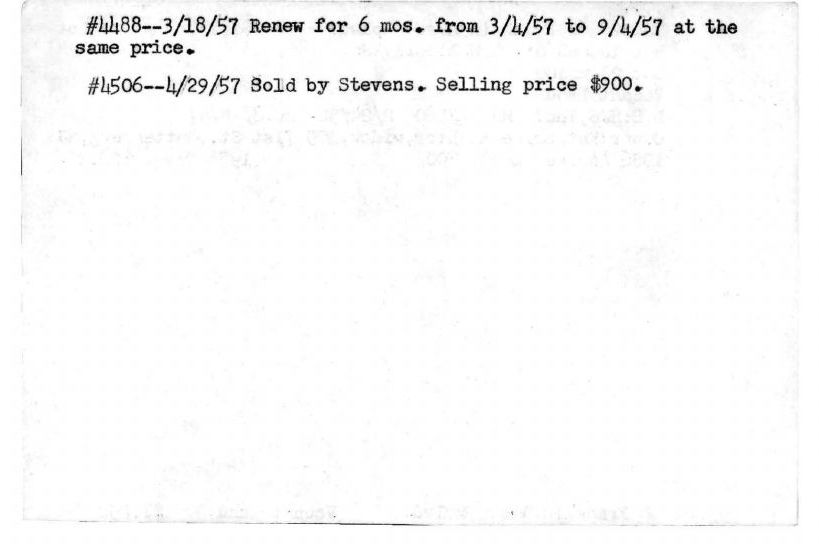 #4488--3/18/57 Renew for 6 mos. from 3/4/57 to 9/4/57 at the
same price.
#4506--4/29/57 Sold by Stevens. Selling price $900.